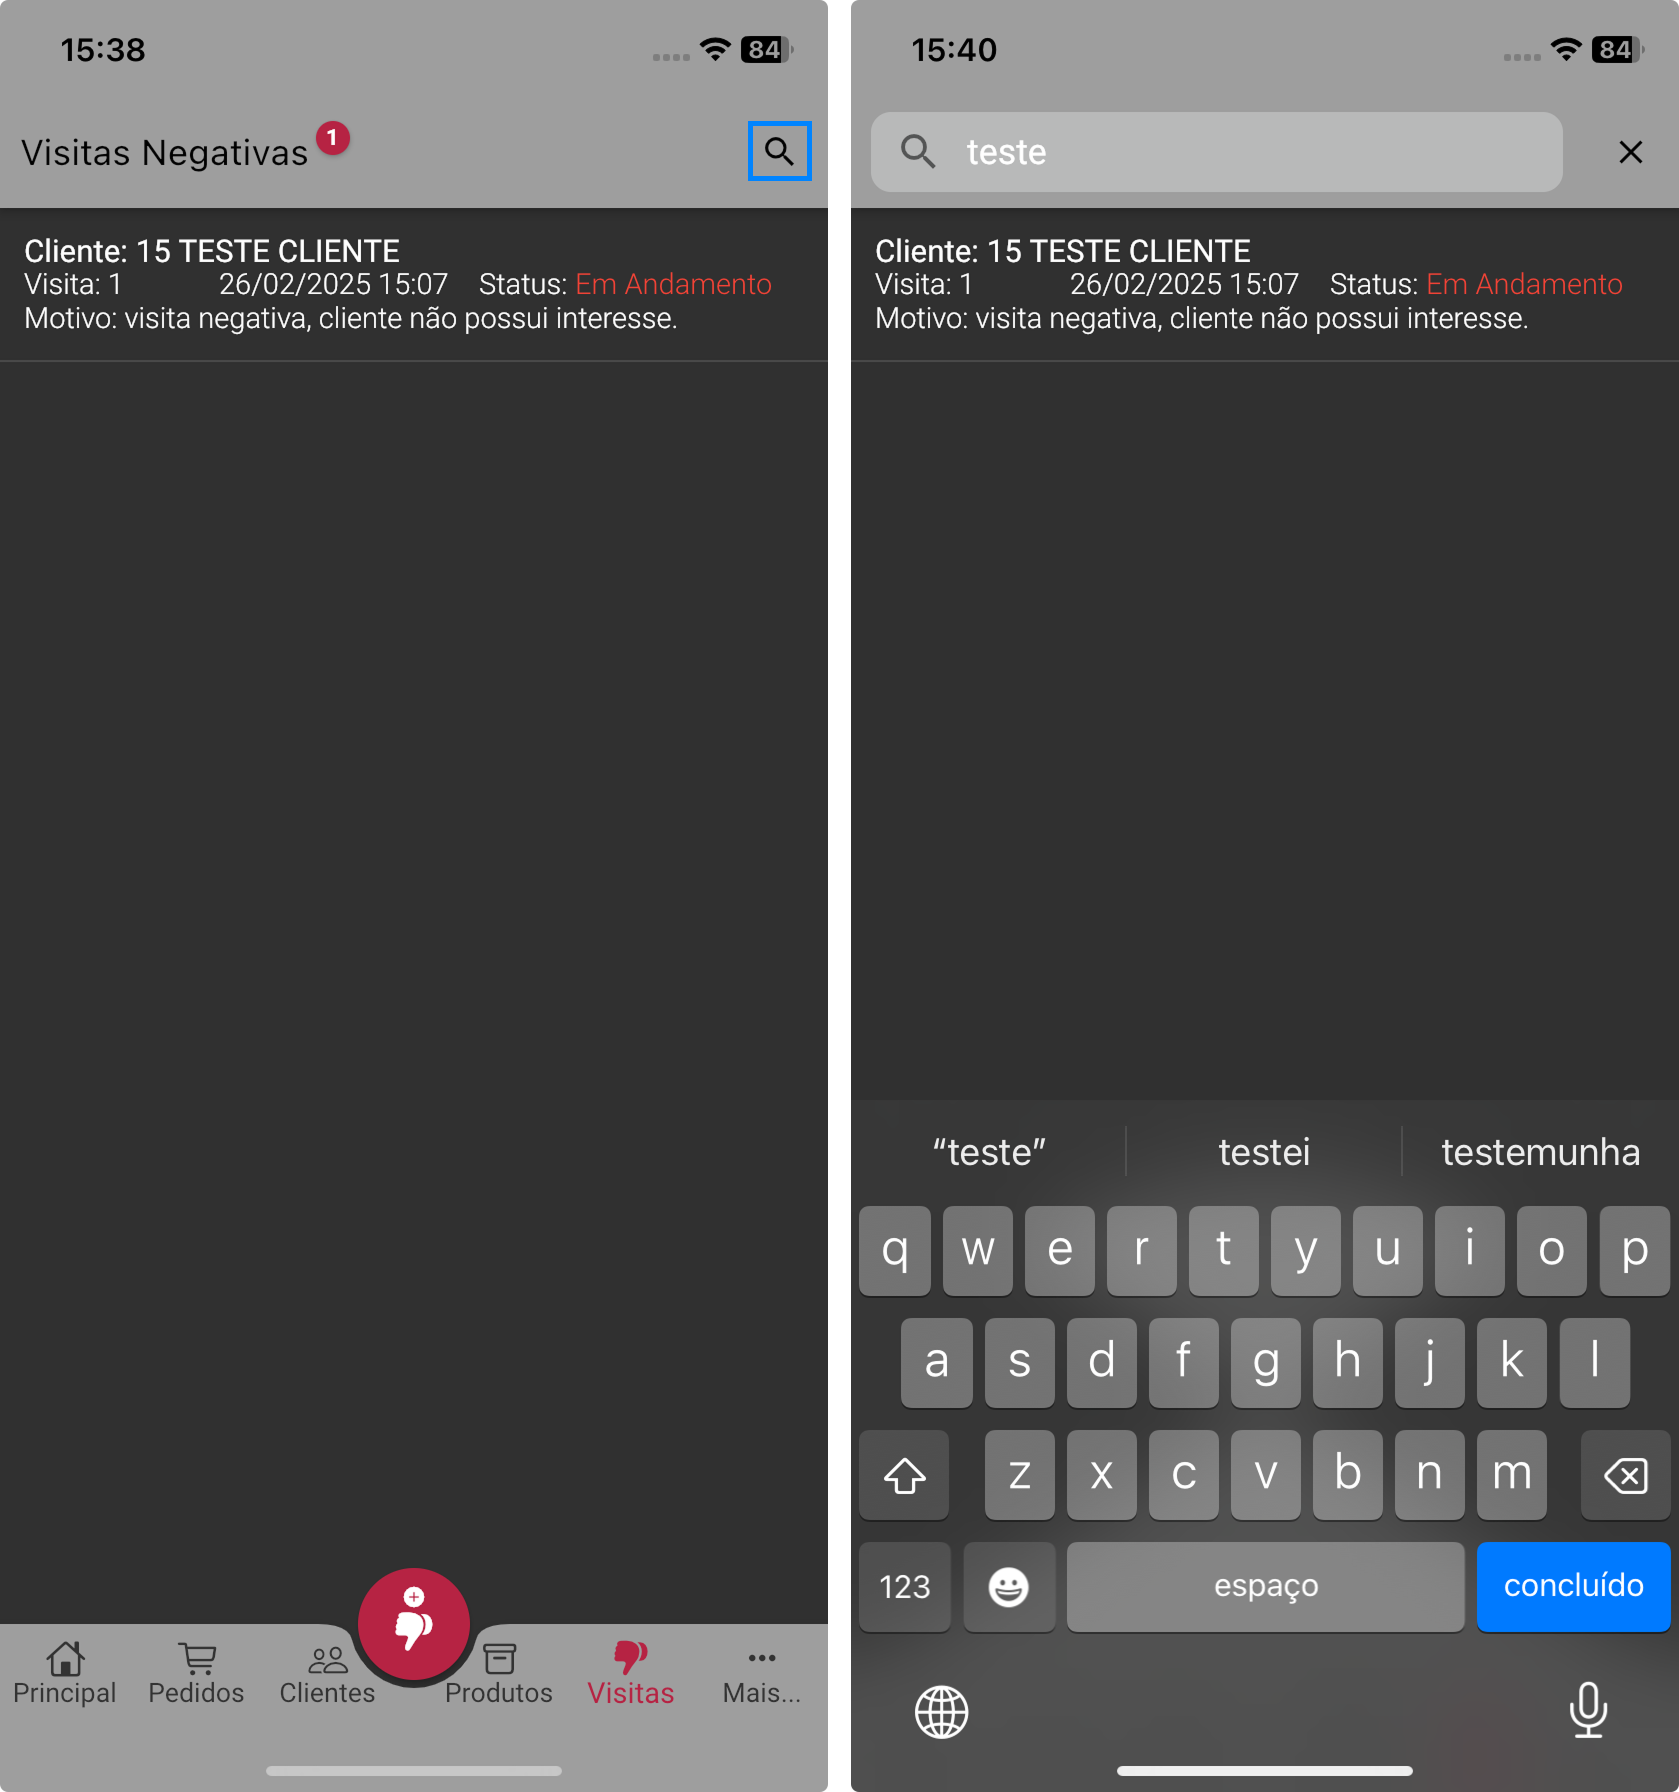 15:38
84
Visitas Negativas
1
Cliente: 15 TESTE CLIENTE
Visita: 1 26/02/2025 15:07 Status: Em Andamento
Motivo: visita negativa, cliente não possui interesse.
Principal Pedidos Clientes Produtos Visitas Mais...
15:40
84
teste
Cliente: 15 TESTE CLIENTE
Visita: 1 26/02/2025 15:07 Status: Em Andamento
Motivo: visita negativa, cliente não possui interesse.
“teste” testei testemunha
q w e r t y u i o p
a s d f g h j k l
z x c v b n m
123 espaço concluído